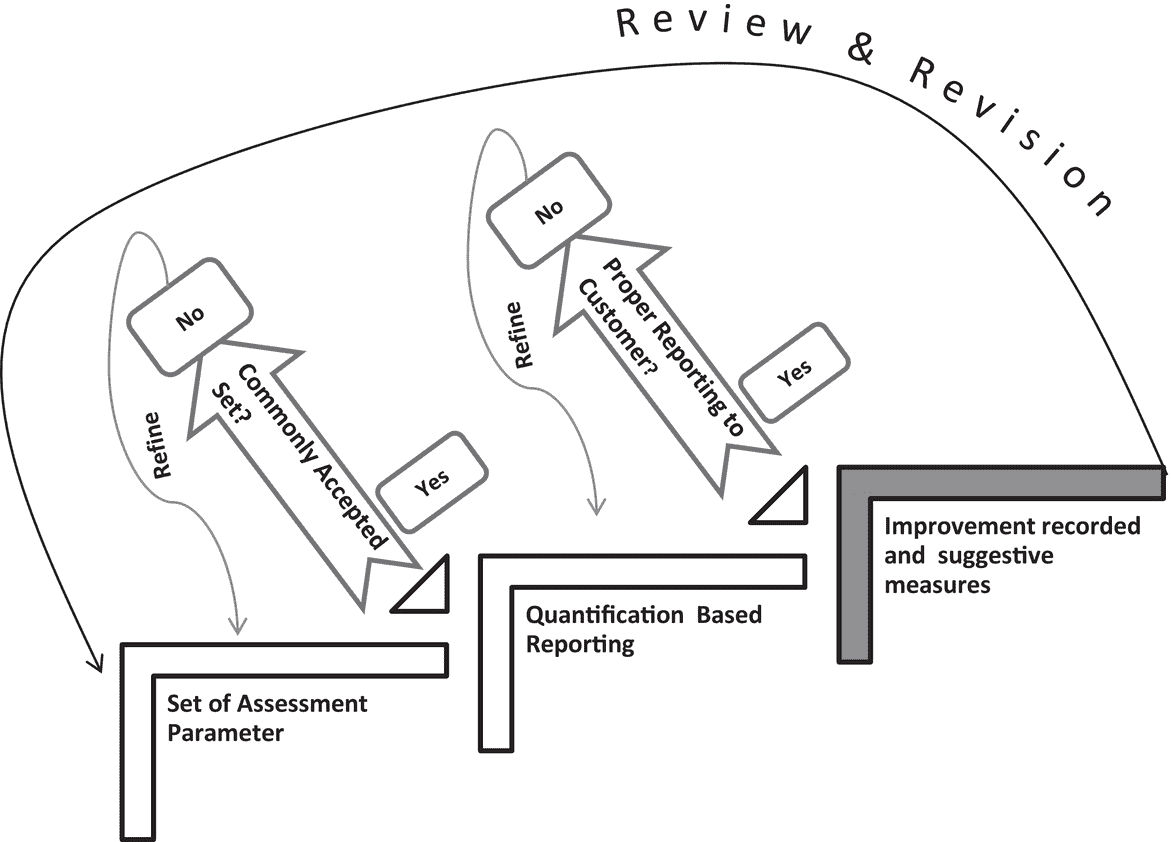 Review & Revision
No
Proper Reporting to
Customer?
Refine
Yes
No
Commonly Accepted
Set?
Refine
Yes
Improvement recorded
and suggestive
measures
Quantification Based
Reporting
Set of Assessment
Parameter